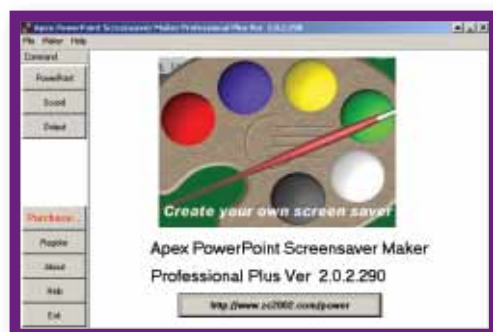 Apex PowerPoint Screensaver Maker Professional Plus Ver 2.0.2.290
File Maker Help
Command
PowerPoint
Sound
Output
Create your own screen saver
Purchase...
Register
About
Help
Exit
Apex PowerPoint Screensaver Maker
Professional Plus Ver 2.0.2.290
http://www.zc2002.com/power